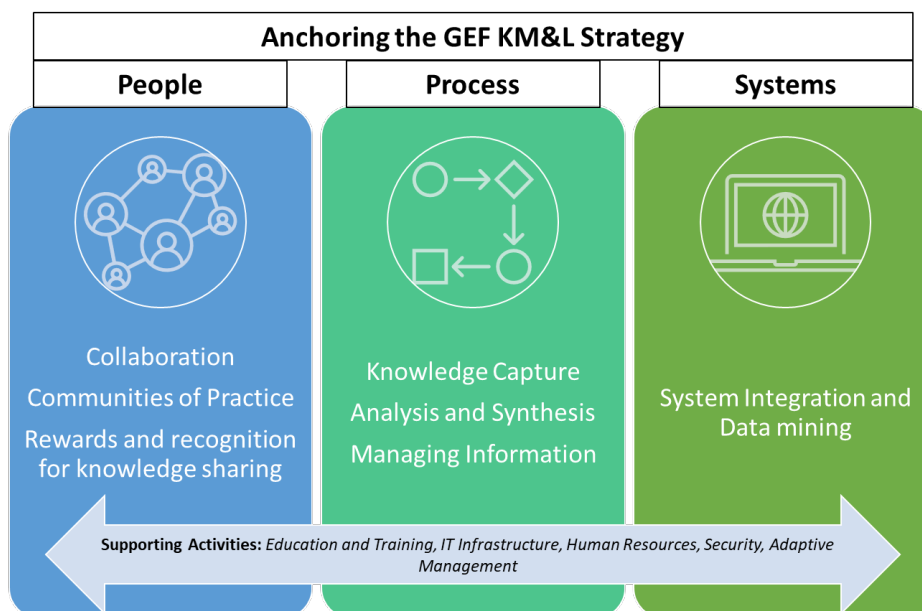 Anchoring the GEF KM&L Strategy
People
Process
Systems
Collaboration
Communities of Practice
Rewards and recognition
for knowledge sharing
Knowledge Capture
Analysis and Synthesis
Managing Information
System Integration and
Data mining
Supporting Activities: Education and Training, IT Infrastructure, Human Resources, Security, Adaptive
Management